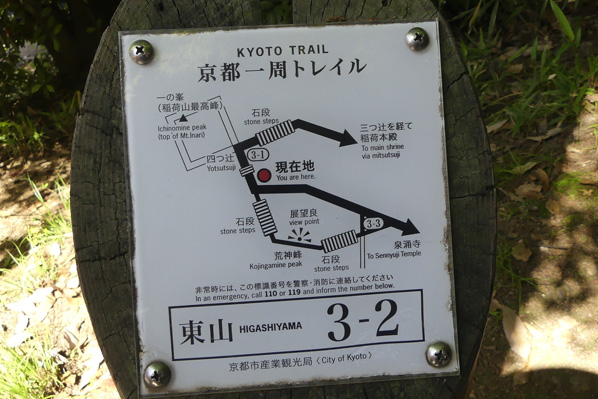 KYOTO TRAIL
京都一周トレイル
一の峯
(稲荷山最高峰)
Ichinomine peak
(top of Mt.Inari)
石段
stone steps
三つ辻を経て
稲荷本殿
To main shrine
via mitsutsuji
四つ辻
Yotsutsuji
3-1
現在地
You are here.
石段
stone steps
展望良
view point
3-3
荒神峰
Kojingamine peak
石段
stone steps
泉涌寺
To Sennyuji Temple
非常時には、この標識番号を警察・消防に連絡してください
In an emergency, call 110 or 119 and inform the number below.
東山 HIGASHIYAMA 3-2
京都市産業観光局〈City of Kyoto〉